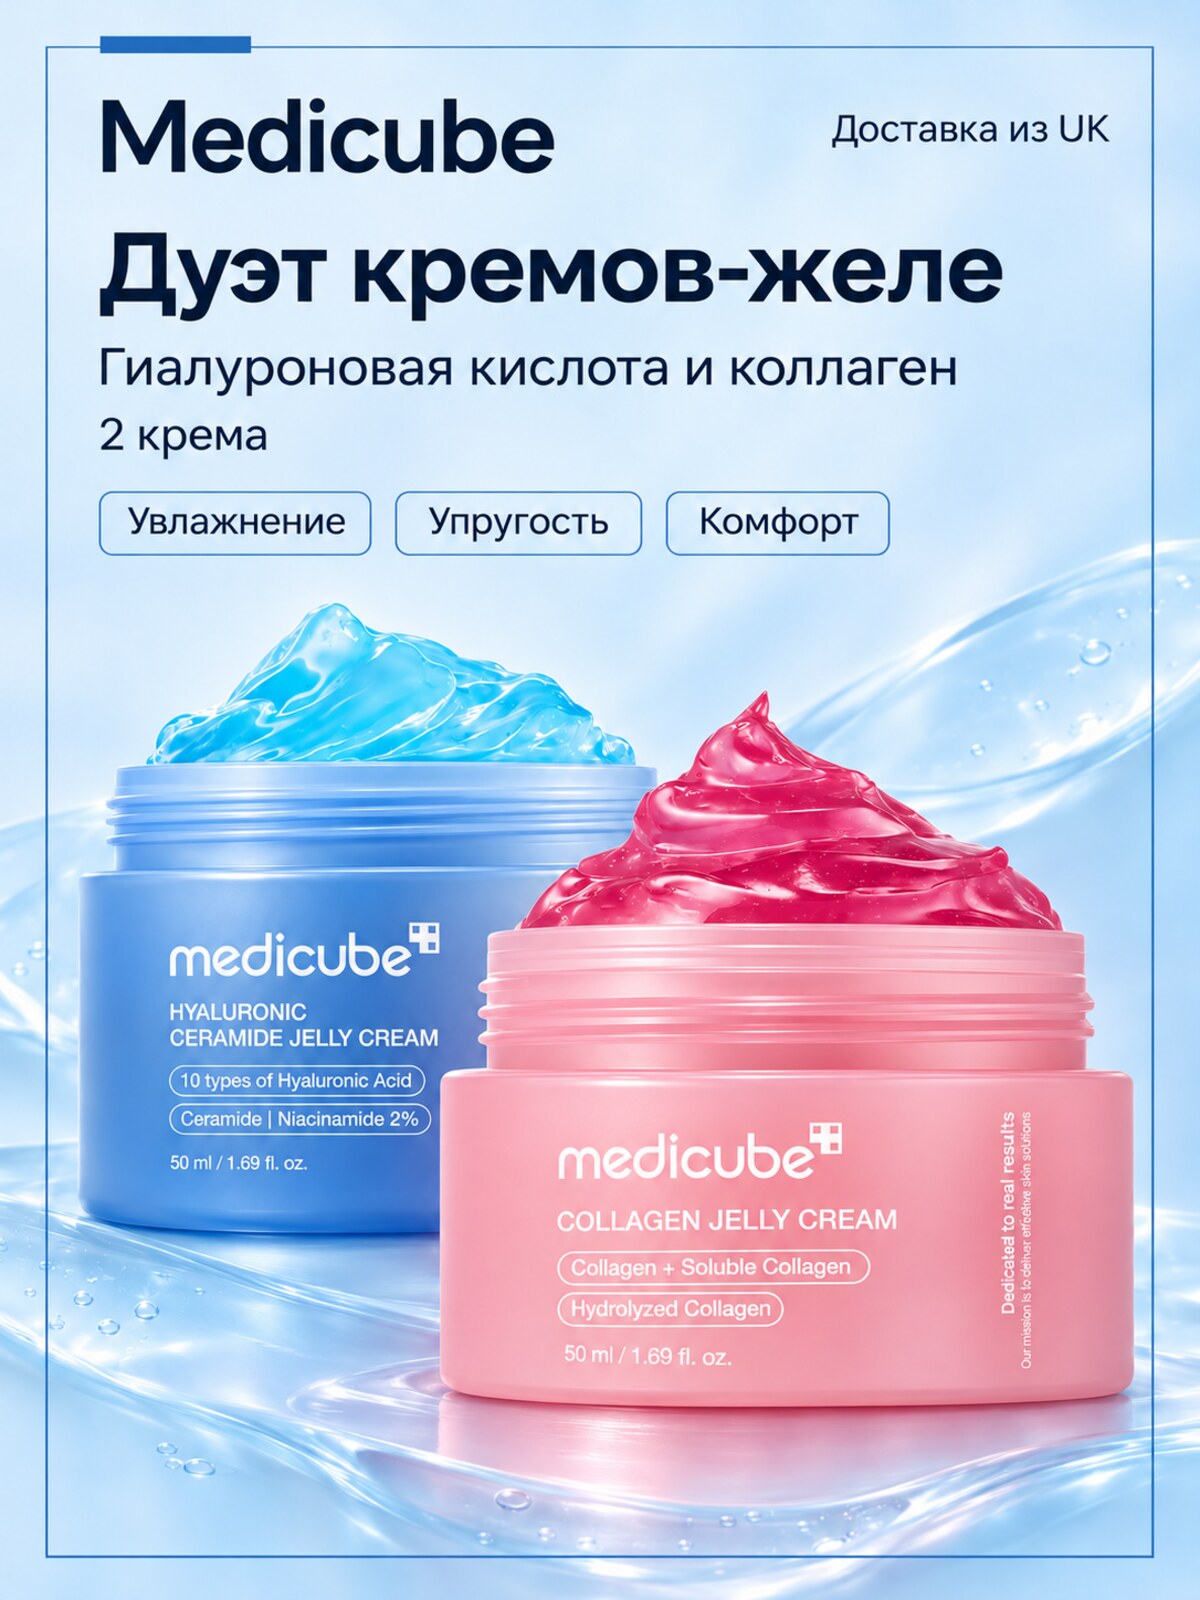 Medicube
Доставка из UK
Дуэт кремов-желе
Гиалуроновая кислота и коллаген
2 крема
Увлажнение
Упругость
Комфорт
medicube
HYALURONIC
CERAMIDE JELLY CREAM
10 types of Hyaluronic Acid
Ceramide | Niacinamide 2%
50 ml / 1.69 fl. oz.
medicube
COLLAGEN JELLY CREAM
Collagen + Soluble Collagen
Hydrolyzed Collagen
50 ml / 1.69 fl. oz.
Dedicated to real results
Our mission is to deliver effective skin solutions